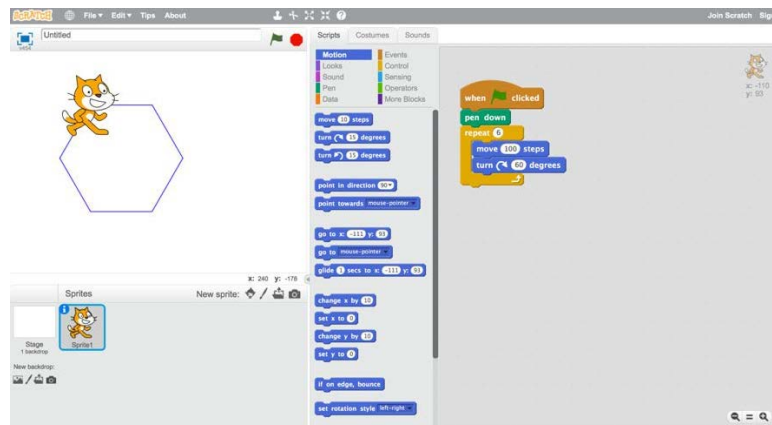 SCRATCH File▾ Edit▾ Tips About Join Scratch Sig
v454 Untitled
Scripts Costumes Sounds
Motion Events
Looks Control
Sound Sensing
Pen Operators
Data More Blocks
move 10 steps
turn 15 degrees
turn 15 degrees
point in direction 90▾
point towards mouse-pointer
go to x: -111 y: 93
go to mouse-pointer
glide 1 secs to x: -111 y: 93
change x by 10
set x to 0
change y by 10
set y to 0
if on edge, bounce
set rotation style left-right
when clicked
pen down
repeat 6
move 100 steps
turn 60 degrees
x: -110
y: 93
x: 240 y: -178
Sprites New sprite:
Stage
1 backdrop
Sprite1
New backdrop: